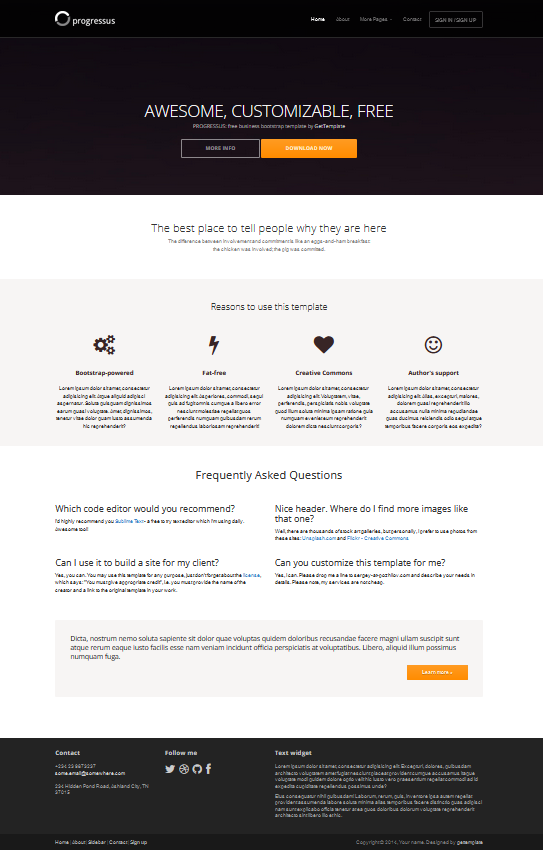 progressus
Home About More Pages Contact SIGN IN / SIGN UP
AWESOME, CUSTOMIZABLE, FREE
PROGRESSUS: free business bootstrap template by GetTemplate
MORE INFO DOWNLOAD NOW
The best place to tell people why they are here
The difference between involvement and commitment is like an eggs-and-ham breakfast:
the chicken was involved; the pig was committed.
Reasons to use this template
Bootstrap-powered
Lorem ipsum dolor sit amet, consectetur
adipisicing elit. Atque aliquid adipisci
aspernatur. Soluta quisquam dignissimos
earum quasi voluptate. Amet, dignissimos,
tenetur vitae dolor quam iusto assumenda
hic reprehenderit?
Fat-free
Lorem ipsum dolor sit amet, consectetur
adipisicing elit. Asperiores, commodi, sequi
quis ad fugit omnis cumque a libero error
nesciunt molestiae repellat quos
perferendis numquam quibusdam rerum
repellendus laboriosam reprehenderit!
Creative Commons
Lorem ipsum dolor sit amet, consectetur
adipisicing elit. Voluptatem, vitae,
perferendis, perspiciatis nobis voluptate
quod illum soluta minima ipsam ratione quia
numquam eveniet eum reprehenderit
dolorem dicta nesciunt corporis?
Author's support
Lorem ipsum dolor sit amet, consectetur
adipisicing elit. Alias, excepturi, maiores,
dolorem quasi reprehenderit illo
accusamus nulla minima repudiandae
quas ducimus reiciendis odio sequi atque
temporibus facere corporis eos expedita?
Frequently Asked Questions
Which code editor would you recommend?
I'd highly recommend you Sublime Text - a free to try text editor which I'm using daily.
Awesome tool!
Nice header. Where do I find more images like
that one?
Well, there are thousands of stock art galleries, but personally, I prefer to use photos from
these sites: Unsplash.com and Flickr - Creative Commons
Can I use it to build a site for my client?
Yes, you can. You may use this template for any purpose, just don't forget about the license,
which says: "You must give appropriate credit", i.e. you must provide the name of the
creator and a link to the original template in your work.
Can you customize this template for me?
Yes, I can. Please drop me a line to sergey-at-pozhilov.com and describe your needs in
details. Please note, my services are not cheap.
Dicta, nostrum nemo soluta sapiente sit dolor quae voluptas quidem doloribus recusandae facere magni ullam suscipit sunt
atque rerum eaque iusto facilis esse nam veniam incidunt officia perspiciatis at voluptatibus. Libero, aliquid illum possimus
numquam fuga.
Learn more »
Contact
+234 23 9873237
some.email@somewhere.com
234 Hidden Pond Road, Ashland City, TN
37015
Follow me
Text widget
Lorem ipsum dolor sit amet, consectetur adipisicing elit. Excepturi, dolores, quibusdam
architecto voluptatem amet fugiat nesciunt placeat provident cumque accusamus itaque
voluptate modi quidem dolore optio velit hic iusto vero praesentium repellat commodi ad id
expedita cupiditate repellendus possimus unde?
Eius consequatur nihil quibusdam! Laborum, rerum, quis, inventore ipsa autem repellat
provident assumenda labore soluta minima alias temporibus facere distinctio quas adipisci
nam sunt explicabo officia tenetur at ea quos doloribus dolorum voluptate reprehenderit
architecto sint libero illo et hic.
Home | About | Sidebar | Contact | Sign up
Copyright © 2014, Your name. Designed by gettemplate